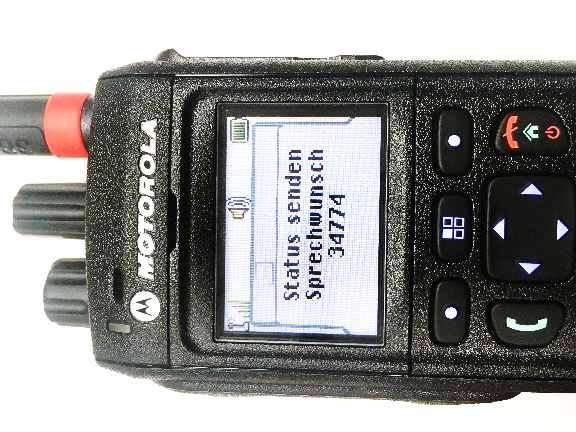 MOTOROLA
Status senden
Sprechwunsch
34774